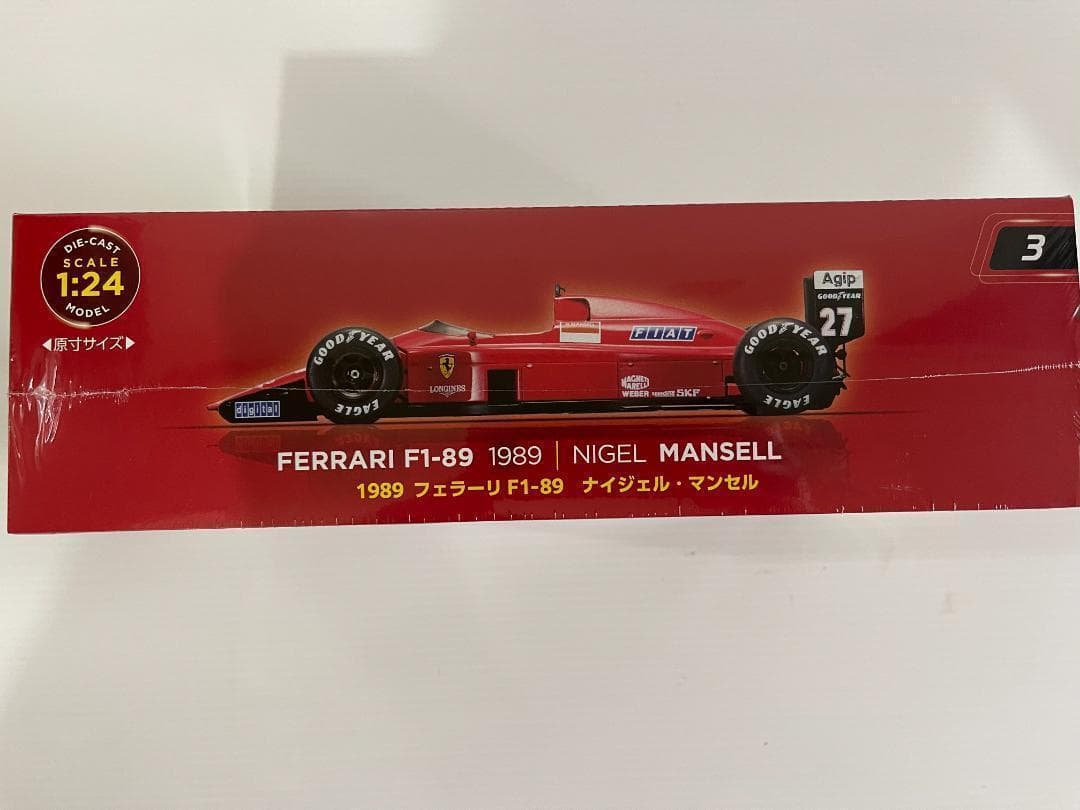 DIE-CAST
SCALE
1:24
MODEL
◀原寸サイズ▶
3
Agip
GOODYEAR
27
FIAT
N.MANSELL
GOODYEAR
EAGLE
GOODYEAR
EAGLE
LONGINES
MAGNETI
MARELLI
WEBER
SKF
digital
FERRARI F1-89 1989 | NIGEL MANSELL
1989 フェラーリ F1-89 ナイジェル・マンセル